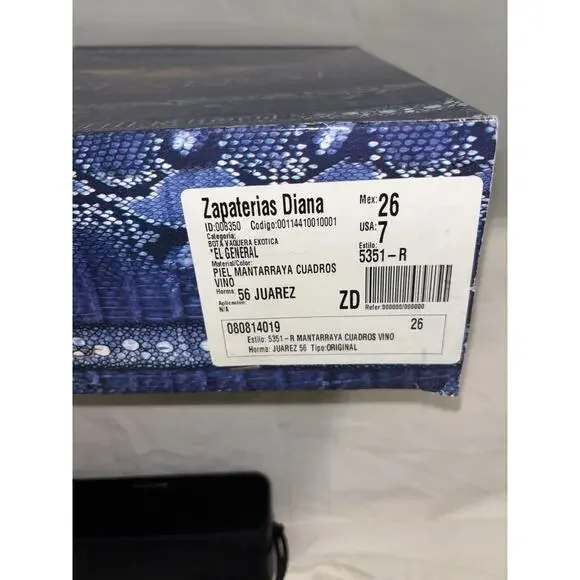 Zapaterias Diana
Mex: 26
ID:008350 Codigo:00114410010001
USA: 7
Categoria:
BOTA VAQUERA EXOTICA
*EL GENERAL
Estilo:
5351-R
Material/Color:
PIEL MANTARRAYA CUADROS
VINO
Horma: 56 JUAREZ
ZD
Aplicacion:
N/A
Refer 000000/000000
080814019 26
Estilo: 5351-R MANTARRAYA CUADROS VINO
Horma: JUAREZ 56 Tipo:ORIGINAL